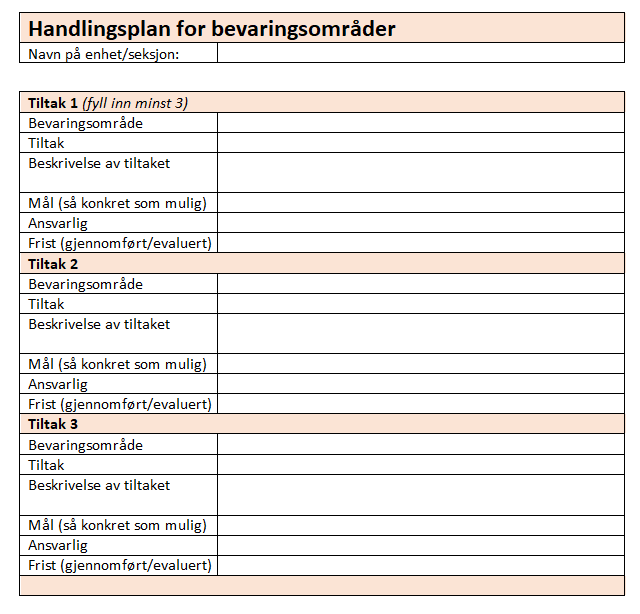 Handlingsplan for bevaringsområder
Navn på enhet/seksjon:
Tiltak 1 (fyll inn minst 3)
Bevaringsområde
Tiltak
Beskrivelse av tiltaket
Mål (så konkret som mulig)
Ansvarlig
Frist (gjennomført/evaluert)
Tiltak 2
Bevaringsområde
Tiltak
Beskrivelse av tiltaket
Mål (så konkret som mulig)
Ansvarlig
Frist (gjennomført/evaluert)
Tiltak 3
Bevaringsområde
Tiltak
Beskrivelse av tiltaket
Mål (så konkret som mulig)
Ansvarlig
Frist (gjennomført/evaluert)